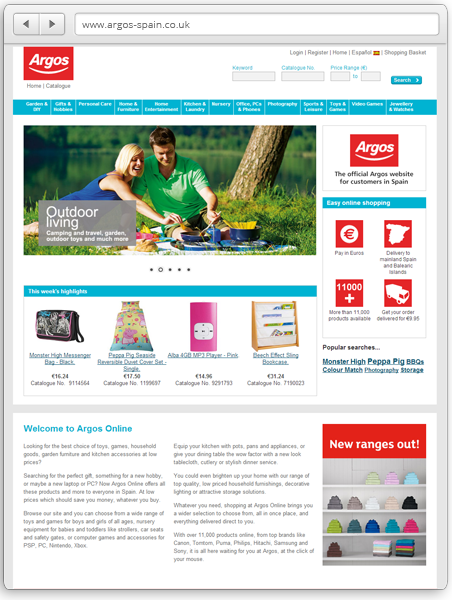 www.argos-spain.co.uk
Argos
Login | Register | Home | Español | Shopping Basket
Keyword Catalogue No. Price Range (€)
to
Search
Home | Catalogue
Garden & DIY
Gifts & Hobbies
Personal Care
Home & Furniture
Home Entertainment
Kitchen & Laundry
Nursery
Office, PCs & Phones
Photography
Sports & Leisure
Toys & Games
Video Games
Jewellery & Watches
Outdoor
living
Camping and travel, garden,
outdoor toys and much more
Argos
The official Argos website
for customers in Spain
Easy online shopping
Pay in Euros
Delivery to
mainland Spain
and Balearic
Islands
11000
+
More than 11,000
products available
Get your order
delivered for €9.95
Popular searches...
Monster High Peppa Pig BBQs
Colour Match Photography Storage
This week's highlights
Monster High Messenger
Bag - Black.
€16.24
Catalogue No. 9114564
Peppa Pig Seaside
Reversible Duvet Cover Set -
Single.
€17.50
Catalogue No. 1199697
Alba 4GB MP3 Player - Pink
€14.96
Catalogue No. 9291793
Beech Effect Sling
Bookcase.
€31.24
Catalogue No. 7190023
Welcome to Argos Online
Looking for the best choice of toys, games, household
goods, garden furniture and kitchen accessories at low
prices?
Searching for the perfect gift, something for a new hobby,
or maybe a new laptop or PC? Now Argos Online offers all
these products and more to everyone in Spain. At low
prices which should save you money, whatever you buy.
Browse our site and you can choose from a wide range of
toys and games for boys and girls of all ages, nursery
equipment for babies and toddlers like strollers, car seats
and safety gates, or computer games and accessories for
PSP, PC, Nintendo, Xbox.
Equip your kitchen with pots, pans and appliances, or
give your dining table the wow factor with a new look
tablecloth, cutlery or stylish dinner service.
You could even brighten up your home with our range of
top quality, low priced household furnishings, decorative
lighting or attractive storage solutions.
Whatever you need, shopping at Argos Online brings you
a wider selection to choose from, all in once place, and
everything delivered direct to you.
With over 11,000 products online, from top brands like
Canon, Tomtom, Puma, Philips, Hitachi, Samsung and
Sony, it is all here waiting for you at Argos, at the click of
your mouse.
New ranges out!